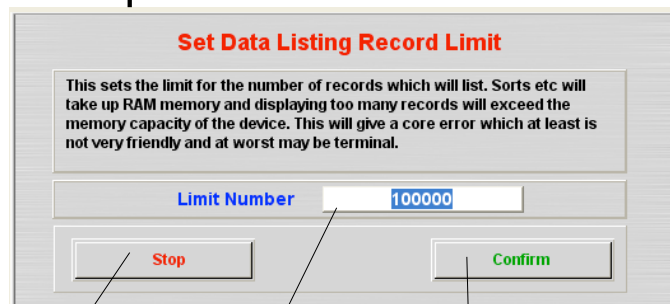 Set Data Listing Record Limit
This sets the limit for the number of records which will list. Sorts etc will
take up RAM memory and displaying too many records will exceed the
memory capacity of the device. This will give a core error which at least is
not very friendly and at worst may be terminal.
Limit Number 100000
Stop Confirm